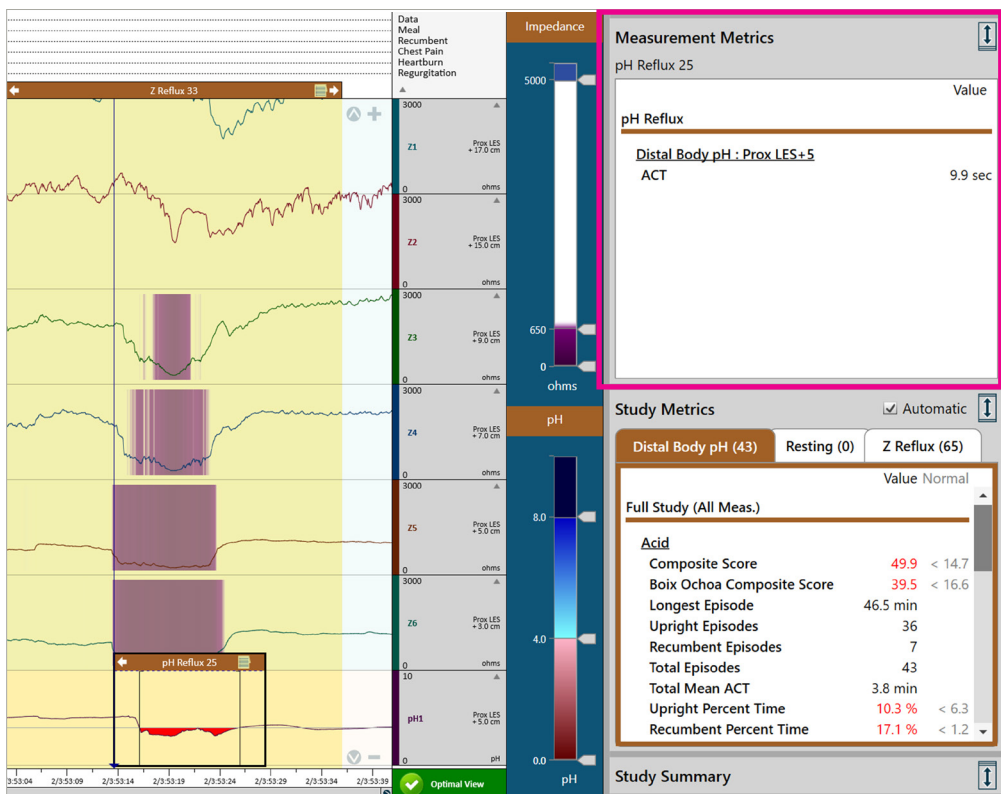 Data
Meal
Recumbent
Chest Pain
Heartburn
Regurgitation
Z Reflux 33
3000
Z1
Prox LES
+ 17.0 cm
0
ohms
3000
Z2
Prox LES
+ 15.0 cm
0
ohms
3000
Z3
Prox LES
+ 9.0 cm
0
ohms
3000
Z4
Prox LES
+ 7.0 cm
0
ohms
3000
Z5
Prox LES
+ 5.0 cm
0
ohms
3000
Z6
Prox LES
+ 3.0 cm
0
ohms
pH Reflux 25
10
pH1
Prox LES
+ 5.0 cm
0
pH
3:53:04 2/3:53:09 2/3:53:14 2/3:53:19 2/3:53:24 2/3:53:29 2/3:53:34 2/3:53:39
Optimal View
Impedance
5000
650
0
ohms
pH
8.0
4.0
0.0
pH
Measurement Metrics
pH Reflux 25
Value
pH Reflux
Distal Body pH : Prox LES+5
ACT 9.9 sec
Study Metrics Automatic
Distal Body pH (43) Resting (0) Z Reflux (65)
Value Normal
Full Study (All Meas.)
Acid
Composite Score 49.9 < 14.7
Boix Ochoa Composite Score 39.5 < 16.6
Longest Episode 46.5 min
Upright Episodes 36
Recumbent Episodes 7
Total Episodes 43
Total Mean ACT 3.8 min
Upright Percent Time 10.3 % < 6.3
Recumbent Percent Time 17.1 % < 1.2
Study Summary